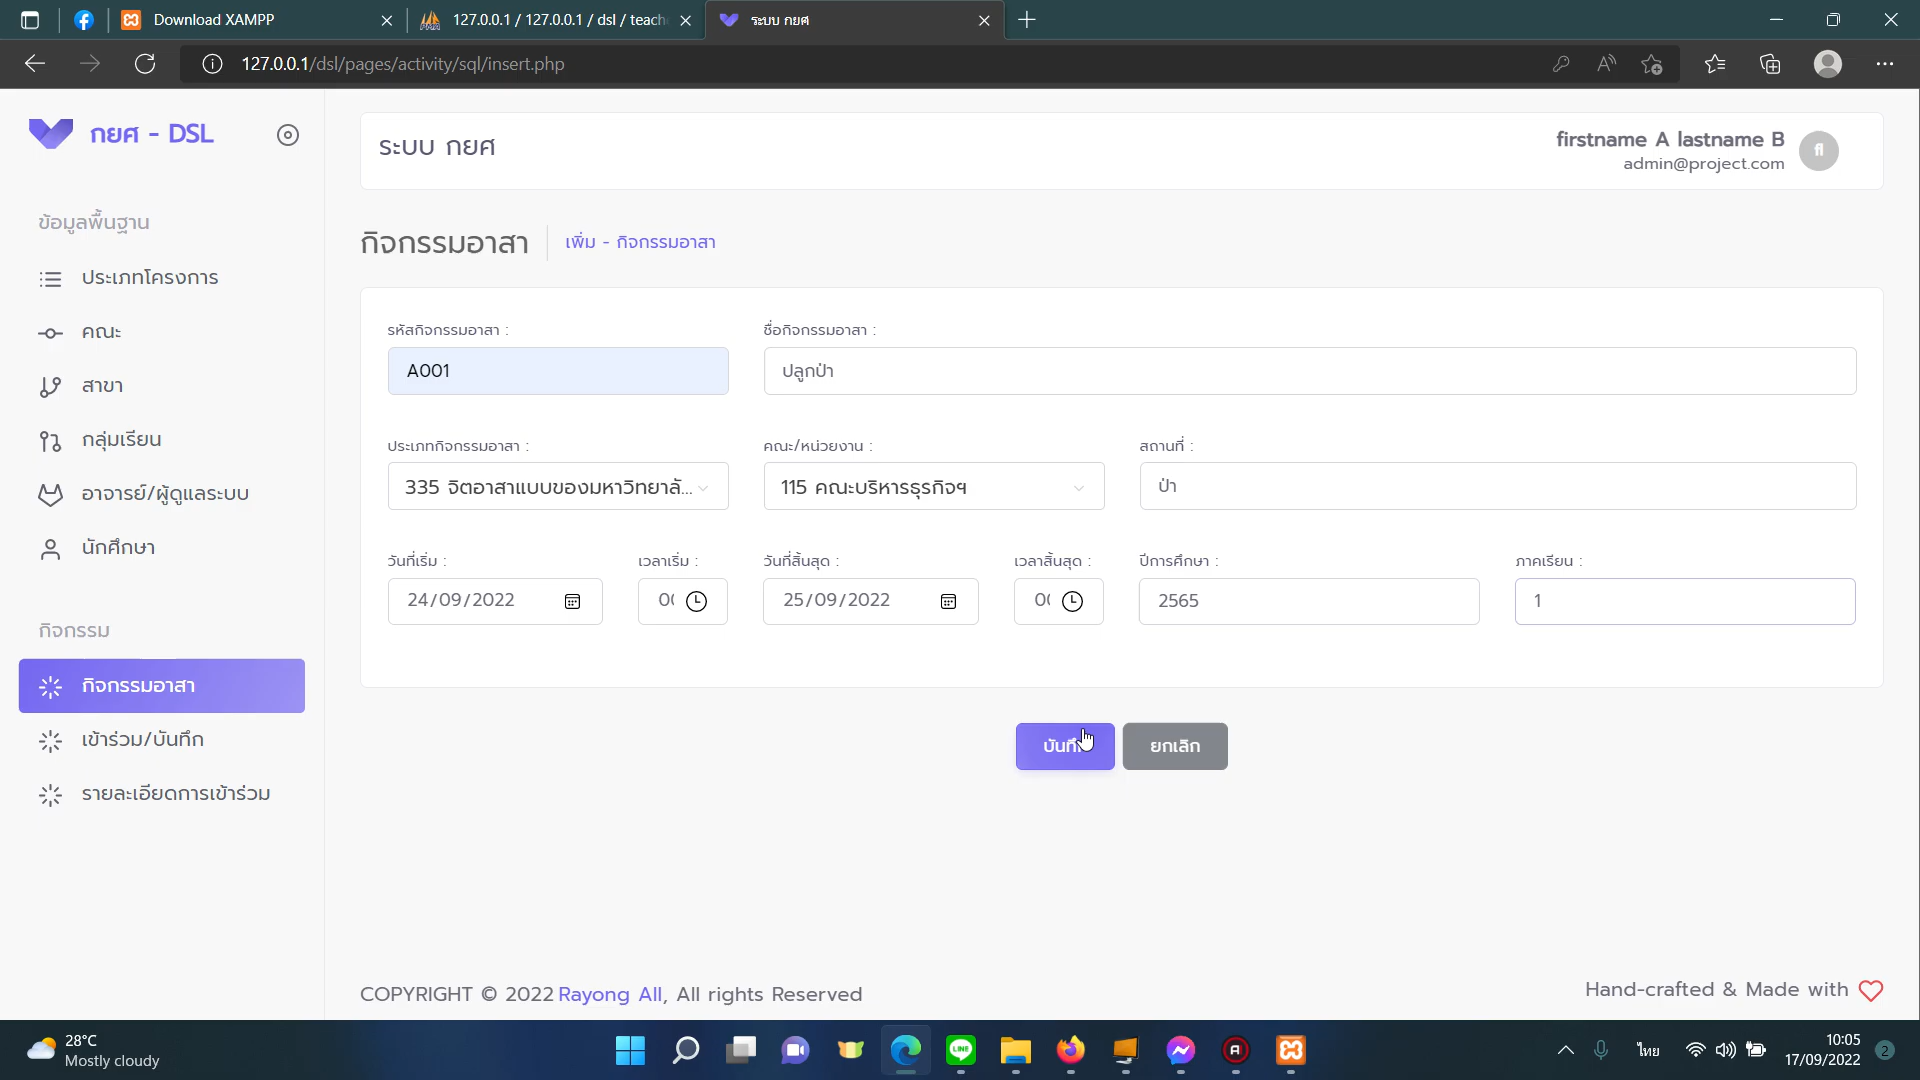 Download XAMPP
127.0.0.1 / 127.0.0.1 / dsl / teach
ระบบ กยศ
127.0.0.1/dsl/pages/activity/sql/insert.php
กยศ - DSL
ระบบ กยศ
firstname A lastname B
admin@project.com
fl
ข้อมูลพื้นฐาน
ประเภทโครงการ
คณะ
สาขา
กลุ่มเรียน
อาจารย์/ผู้ดูแลระบบ
นักศึกษา
กิจกรรม
กิจกรรมอาสา
เข้าร่วม/บันทึก
รายละเอียดการเข้าร่วม
กิจกรรมอาสา
เพิ่ม - กิจกรรมอาสา
รหัสกิจกรรมอาสา :
ชื่อกิจกรรมอาสา :
A001
ปลูกป่า
ประเภทกิจกรรมอาสา :
คณะ/หน่วยงาน :
สถานที่ :
335 จิตอาสาแบบของมหาวิทยาลั...
115 คณะบริหารธุรกิจฯ
ป่า
วันที่เริ่ม :
เวลาเริ่ม :
วันที่สิ้นสุด :
เวลาสิ้นสุด :
ปีการศึกษา :
ภาคเรียน :
24/09/2022
25/09/2022
2565
1
ยกเลิก
COPYRIGHT © 2022 Rayong All, All rights Reserved
Hand-crafted & Made with
28°C
Mostly cloudy
LINE
ไทย
10:05
17/09/2022
2